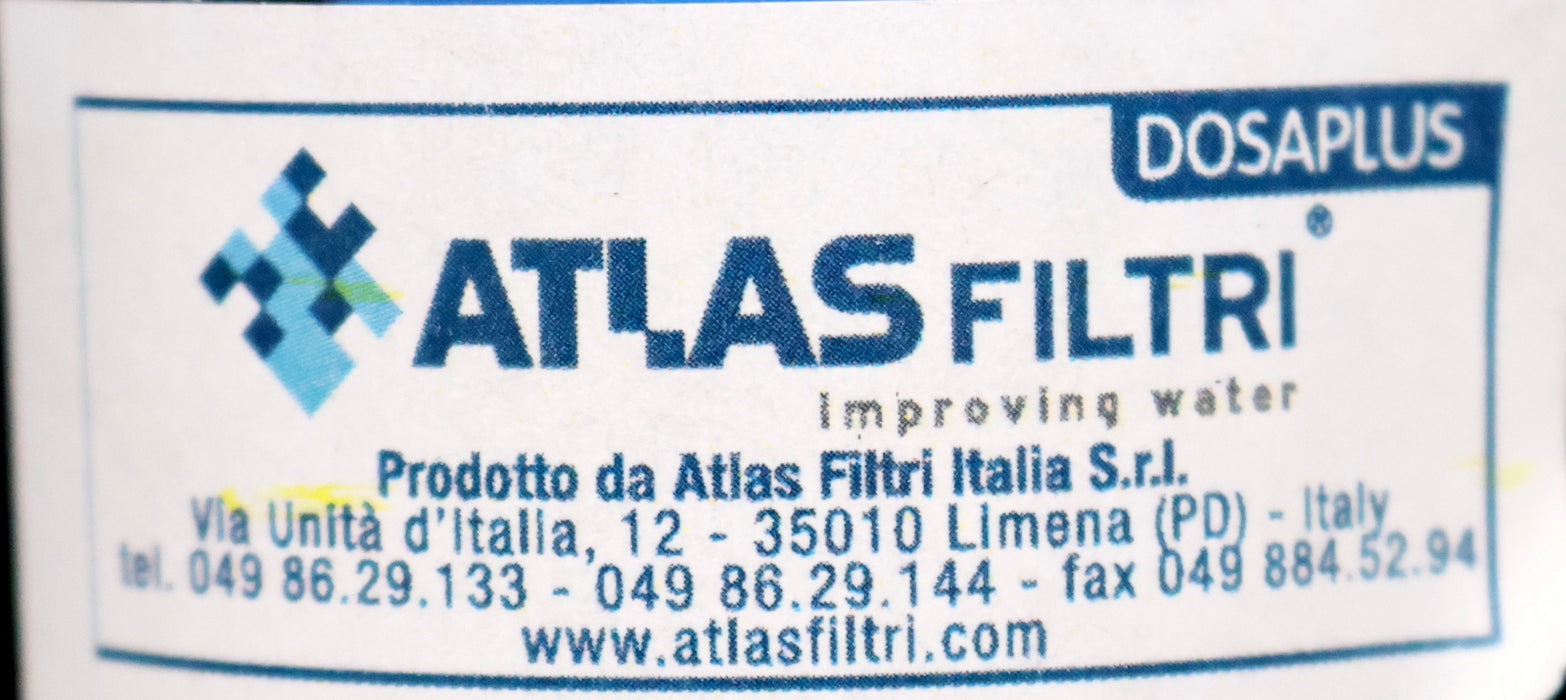 DOSAPLUS
ATLAS FILTRI®
improving water
Prodotto da Atlas Filtri Italia S.r.l.
Via Unità d'Italia, 12 - 35010 Limena (PD) - Italy
tel. 049 86.29.133 - 049 86.29.144 - fax 049 884.52.94
www.atlasfiltri.com